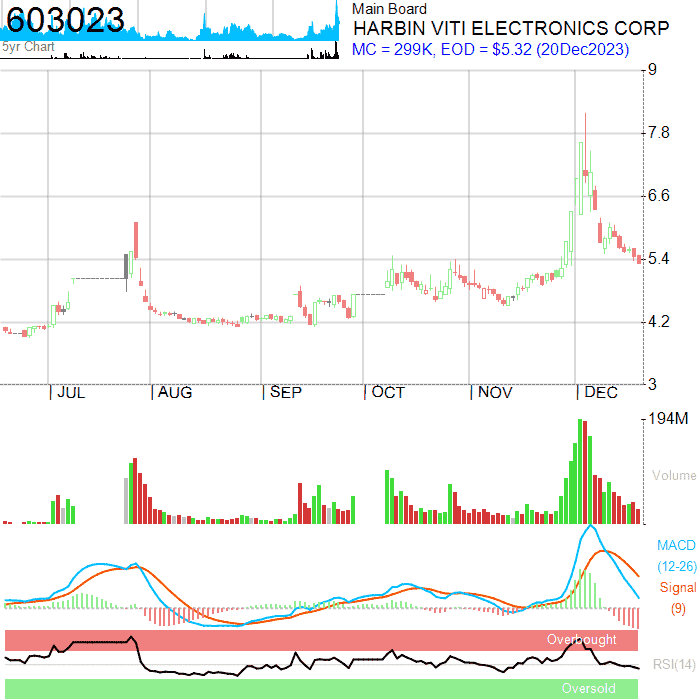 603023
Main Board
HARBIN VITI ELECTRONICS CORP
5yr Chart
MC = 299K, EOD = $5.32 (20Dec2023)
9
7.8
6.6
5.4
4.2
3
JUL AUG SEP OCT NOV DEC
194M
Volume
MACD
(12-26)
Signal
(9)
Overbought
RSI(14)
Oversold